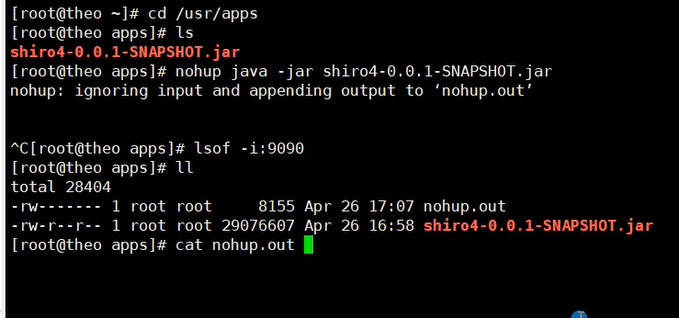 [root@theo ~]# cd /usr/apps
[root@theo apps]# ls
shiro4-0.0.1-SNAPSHOT.jar
[root@theo apps]# nohup java -jar shiro4-0.0.1-SNAPSHOT.jar
nohup: ignoring input and appending output to ‘nohup.out’
^C[root@theo apps]# lsof -i:9090
[root@theo apps]# ll
total 28404
-rw------- 1 root root     8155 Apr 26 17:07 nohup.out
-rw-r--r-- 1 root root 29076607 Apr 26 16:58 shiro4-0.0.1-SNAPSHOT.jar
[root@theo apps]# cat nohup.out